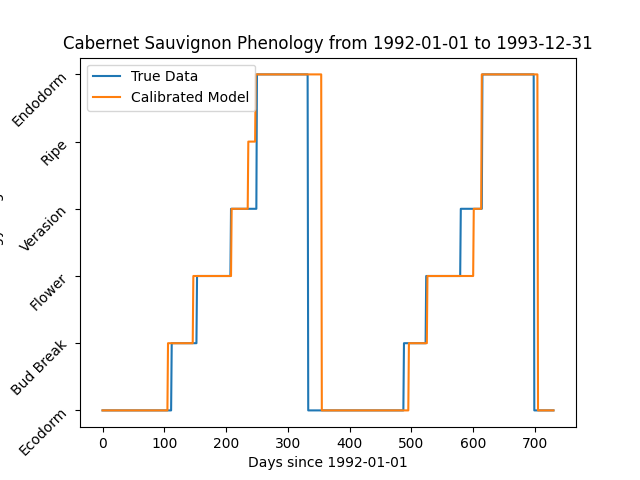 Cabernet Sauvignon Phenology from 1992-01-01 to 1993-12-31
True Data
Calibrated Model
Endodorm
Ripe
Verasion
Flower
Bud Break
Ecodorm
0 100 200 300 400 500 600 700
Days since 1992-01-01